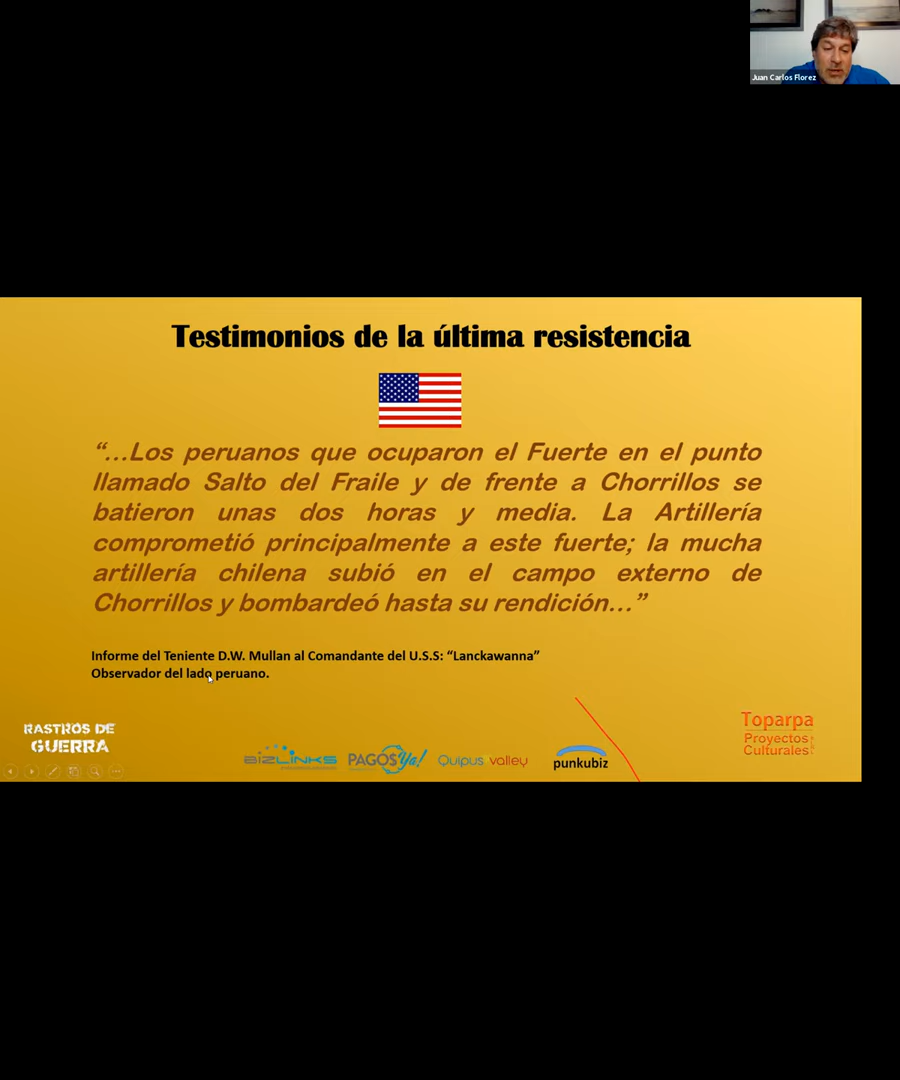 Juan Carlos Florez
Testimonios de la última resistencia
“...Los peruanos que ocuparon el Fuerte en el punto
llamado Salto del Fraile y de frente a Chorrillos se
batieron unas dos horas y media. La Artillería
comprometió principalmente a este fuerte; la mucha
artillería chilena subió en el campo externo de
Chorrillos y bombardeó hasta su rendición...”
Informe del Teniente D.W. Mullan al Comandante del U.S.S: “Lanckawanna”
Observador del lado peruano.
RASTROS DE
GUERRA
BIZLINKS
PAGOS Ya!
Quipus valley
punkubiz
Toparpa
Proyectos
Culturales